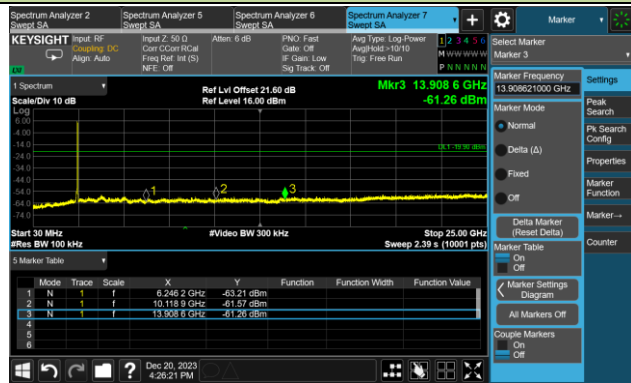 Spectrum Analyzer 2
Swept SA
Spectrum Analyzer 5
Swept SA
Spectrum Analyzer 6
Swept SA
Spectrum Analyzer 7
Swept SA
Marker
KEYSIGHT
Input: RF
Coupling: DC
Align: Auto
Input Z: 50 Ω
Corr CCorr RCal
Freq Ref: Int (S)
NFE: Off
Atten: 6 dB
PNO: Fast
Gate: Off
IF Gain: Low
Sig Track: Off
Avg Type: Log-Power
Avg|Hold:>10/10
Trig: Free Run
1 2 3 4 5 6
M W W W W W
P N N N N N
LM
1 Spectrum
Scale/Div 10 dB
Ref Lvl Offset 21.60 dB
Ref Level 16.00 dBm
Mkr3 13.908 6 GHz
-61.26 dBm
Log
6.00
-4.00
-14.0
-24.0
-34.0
-44.0
-54.0
-64.0
-74.0
1
2
3
Start 30 MHz
#Res BW 100 kHz
#Video BW 300 kHz
Stop 25.00 GHz
Sweep 2.39 s (10001 pts)
5 Marker Table
Mode Trace Scale X Y Function Function Width Function Value
1 N 1 f 6.246 2 GHz -63.21 dBm
2 N 1 f 10.118 9 GHz -61.57 dBm
3 N 1 f 13.908 6 GHz -61.26 dBm
4
5
6
Select Marker
Marker 3
Marker Frequency
13.908621000 GHz
Marker Mode
Normal
Delta (Δ)
Fixed
Off
Delta Marker
(Reset Delta)
Marker Table
On
Off
Marker Settings
Diagram
All Markers Off
Couple Markers
On
Off
Settings
Peak
Search
Pk Search
Config
Properties
Marker
Function
Marker→
Counter
?
Dec 20, 2023
4:26:21 PM